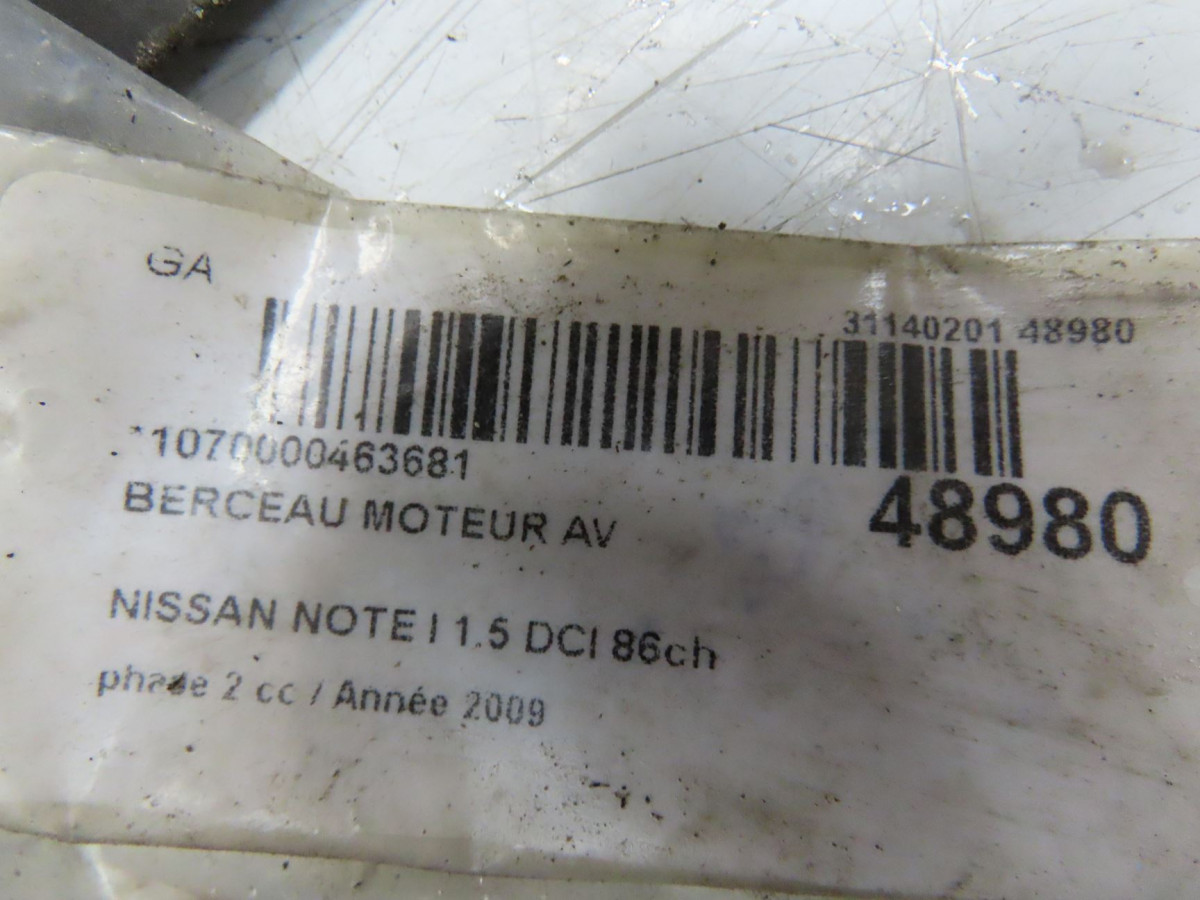 GA
31140201 48980
*1070000463681
48980
BERCEAU MOTEUR AV
NISSAN NOTE I 1.5 DCI 86ch
phase 2 cc / Année 2009